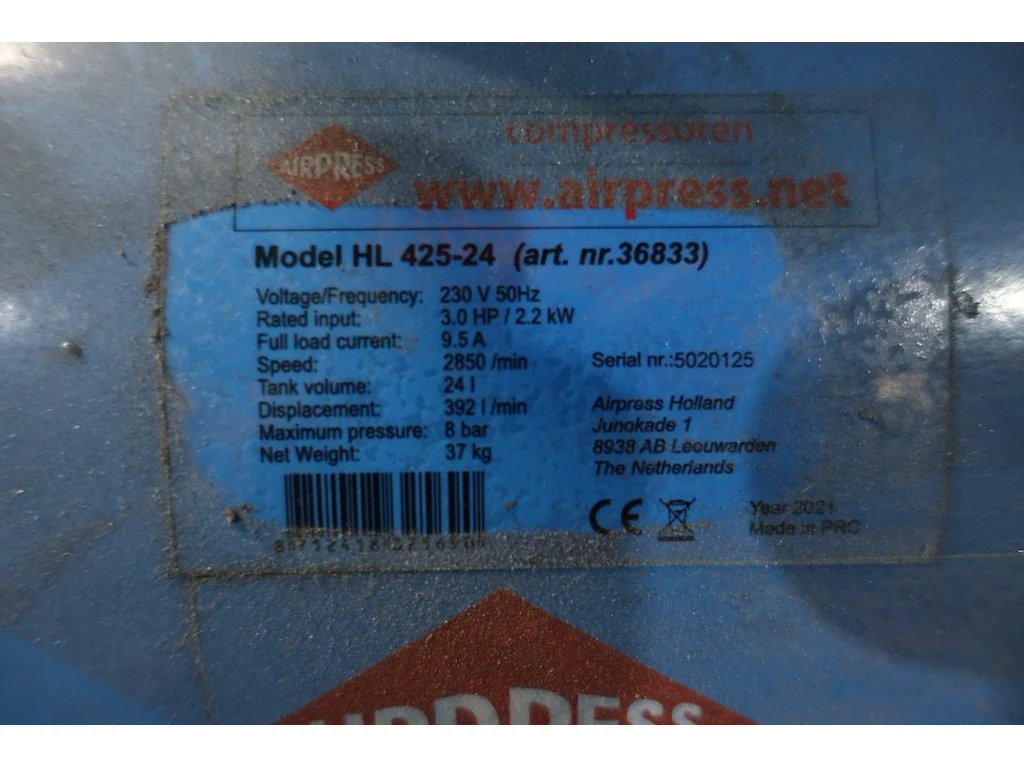 compressoren
AIRPRESS
www.airpress.net
Model HL 425-24 (art. nr.36833)
Voltage/Frequency: 230 V 50Hz
Rated input: 3.0 HP / 2.2 kW
Full load current: 9.5 A
Speed: 2850 /min
Tank volume: 24 l
Displacement: 392 l /min
Maximum pressure: 8 bar
Net Weight: 37 kg
Serial nr.:5020125
Airpress Holland
Junokade 1
8938 AB Leeuwarden
The Netherlands
CE
Year 2021
Made in PRC
AIRPRESS